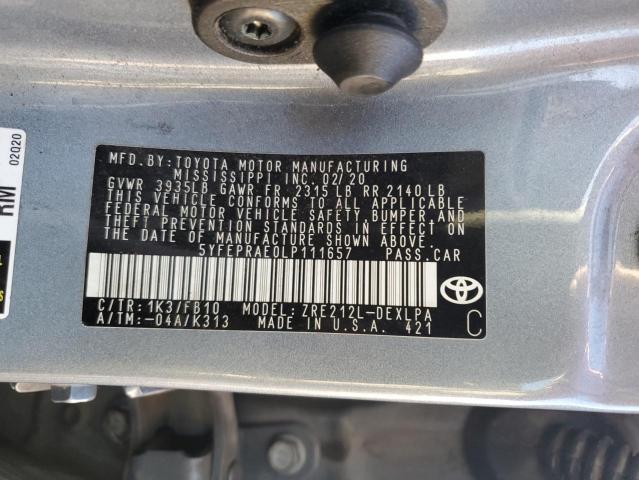 MFD.BY:TOYOTA MOTOR MANUFACTURING
MISSISSIPPI INC. 02/20
GVWR 3935LB GAWR FR 2315LB RR 2140LB
THIS VEHICLE CONFORMS TO ALL APPLICABLE
FEDERAL MOTOR VEHICLE SAFETY, BUMPER, AND
THEFT PREVENTION STANDARDS IN EFFECT ON
THE DATE OF MANUFACTURE SHOWN ABOVE.
5YFEPRAE0LP111657 PASS.CAR
C/TR:1K3/FB10 MODEL:ZRE212L-DEXLPA
A/TM:-04A/K313 MADE IN U.S.A. 421
C
RM
02Q20